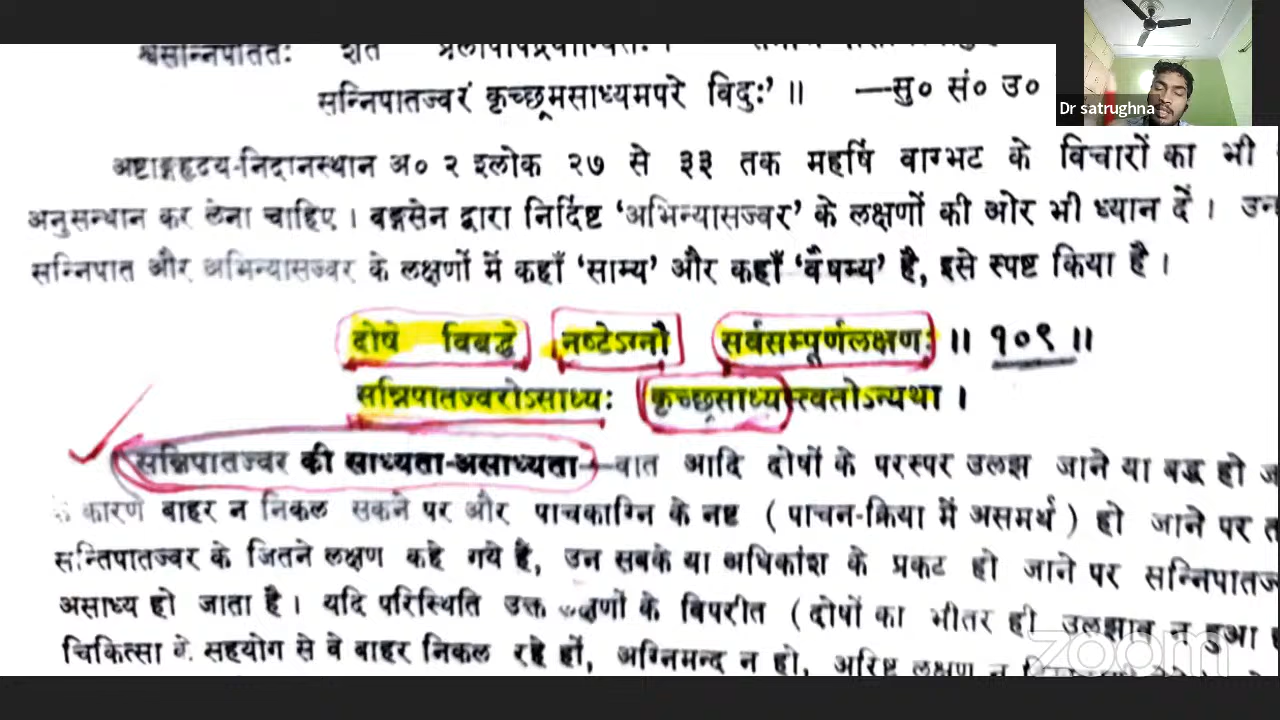 सन्निपातज्वरं कृच्छ्रमसाध्यमपरे विदुः’ ॥ —सु० सं० उ०
Dr satrughna
अष्टाङ्गहृदय-निदानस्थान अ० २ श्लोक २७ से ३३ तक महर्षि वाग्भट के विचारों का भी
अनुसन्धान कर लेना चाहिए । वङ्गसेन द्वारा निर्दिष्ट ‘अभिन्यासज्वर’ के लक्षणों की ओर भी ध्यान दें ।
सन्निपात और अभिन्यासज्वर के लक्षणों में कहाँ ‘साम्य’ और कहाँ ‘वैषम्य’ है, इसे स्पष्ट किया है ।
दोषे विबद्धे नष्टेऽग्नौ सर्वसम्पूर्णलक्षणः ॥ १०९ ॥
सन्निपातज्वरोऽसाध्यः कृच्छ्रसाध्यस्त्वतोऽन्यथा ।
सन्निपातज्वर की साध्यता-असाध्यता—वात आदि दोषों के परस्पर उलझ जाने या बद्ध हो
कारण बाहर न निकल सकने पर और पाचकाग्नि के नष्ट ( पाचन-क्रिया में असमर्थ ) हो जाने पर
सन्निपातज्वर के जितने लक्षण कहे गये हैं, उन सबके या अधिकांश के प्रकट हो जाने पर
असाध्य हो जाता है । यदि परिस्थिति उक्त के विपरीत ( दोषों का भीतर ही उलझाव न हुआ
चिकित्सा के सहयोग से वे बाहर निकल रहे हों, अग्निमन्द न हो, अरिष्ट लक्षण न
zoom